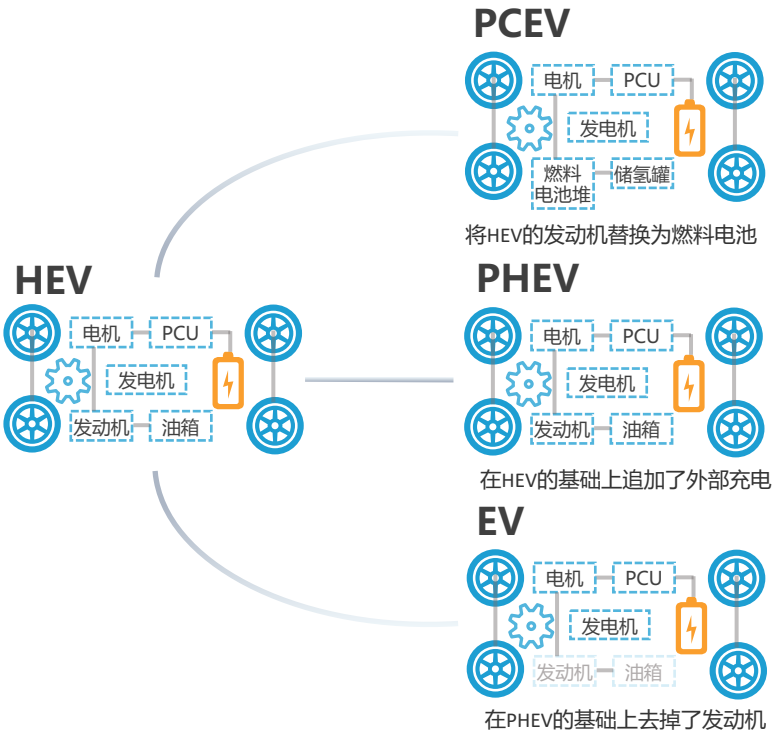 PCEV
电机
PCU
发电机
燃料
电池堆
储氢罐
将HEV的发动机替换为燃料电池
HEV
电机
PCU
发电机
发动机
油箱
PHEV
电机
PCU
发电机
发动机
油箱
在HEV的基础上追加了外部充电
EV
电机
PCU
发电机
发动机
油箱
在PHEV的基础上去掉了发动机